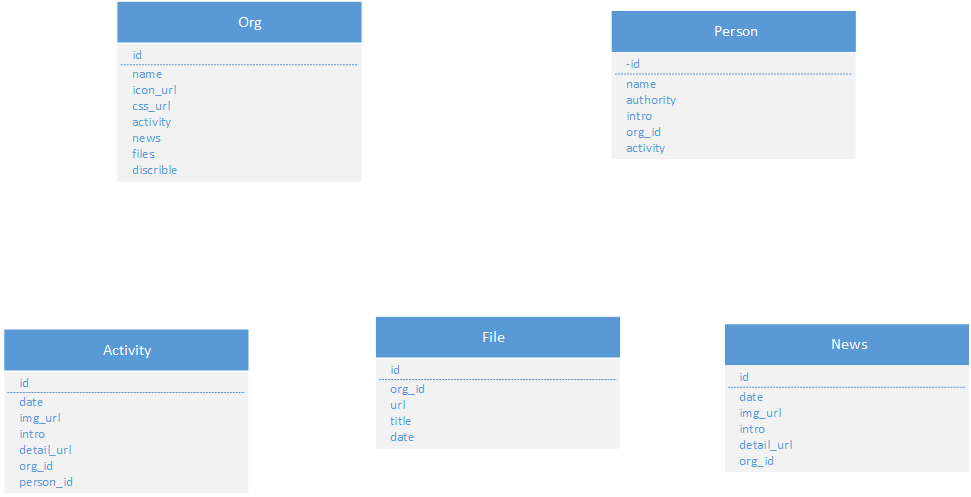 Org
id
name
icon_url
css_url
activity
news
files
discrible
Person
-id
name
authority
intro
org_id
activity
Activity
id
date
img_url
intro
detail_url
org_id
person_id
File
id
org_id
url
title
date
News
id
date
img_url
intro
detail_url
org_id